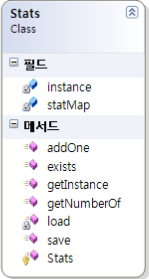 Stats
Class
필드
instance
statMap
메서드
addOne
exists
getInstance
getNumberOf
load
save
Stats